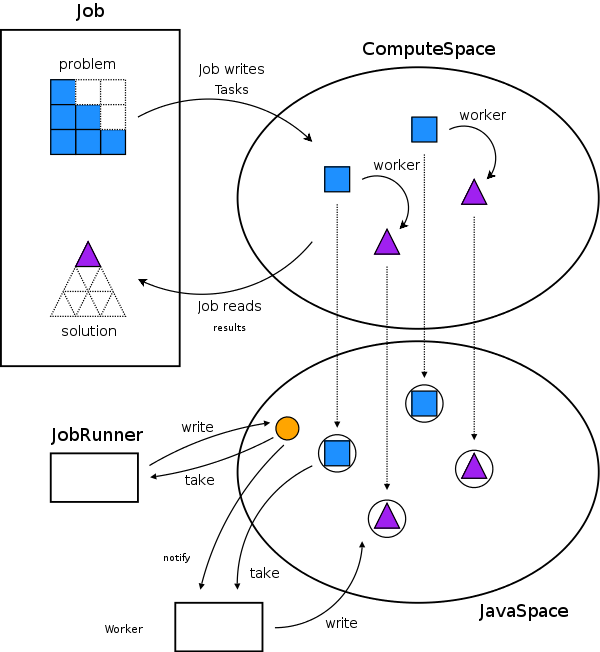 Job
problem
Job writes
Tasks
ComputeSpace
worker
worker
solution
Job reads
results
JobRunner
write
take
notify
take
Worker
write
JavaSpace